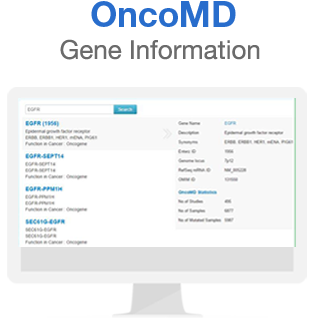 OncoMD
Gene Information
EGFR
Search
EGFR (1956)
Epidermal growth factor receptor
ERBB, ERBB1, HER1, mENA, PIG61
Function in Cancer : Oncogene
EGFR-SEPT14
EGFR-SEPT14
EGFR-SEPT14
Function in Cancer : Oncogene
EGFR-PPM1H
EGFR-PPM1H
EGFR-PPM1H
Function in Cancer : Oncogene
SEC61G-EGFR
SEC61G-EGFR
SEC61G-EGFR
Function in Cancer : Oncogene
Gene Name EGFR
Description Epidermal growth factor receptor
Synonyms ERBB, ERBB1, HER1, mENA, PIG61
Entrez ID 1956
Genome locus 7p12
RefSeq mRNA ID
OMIM ID 131550
OncoMD Statistics
No of Studies
No of Samples
No of Mutated Samples